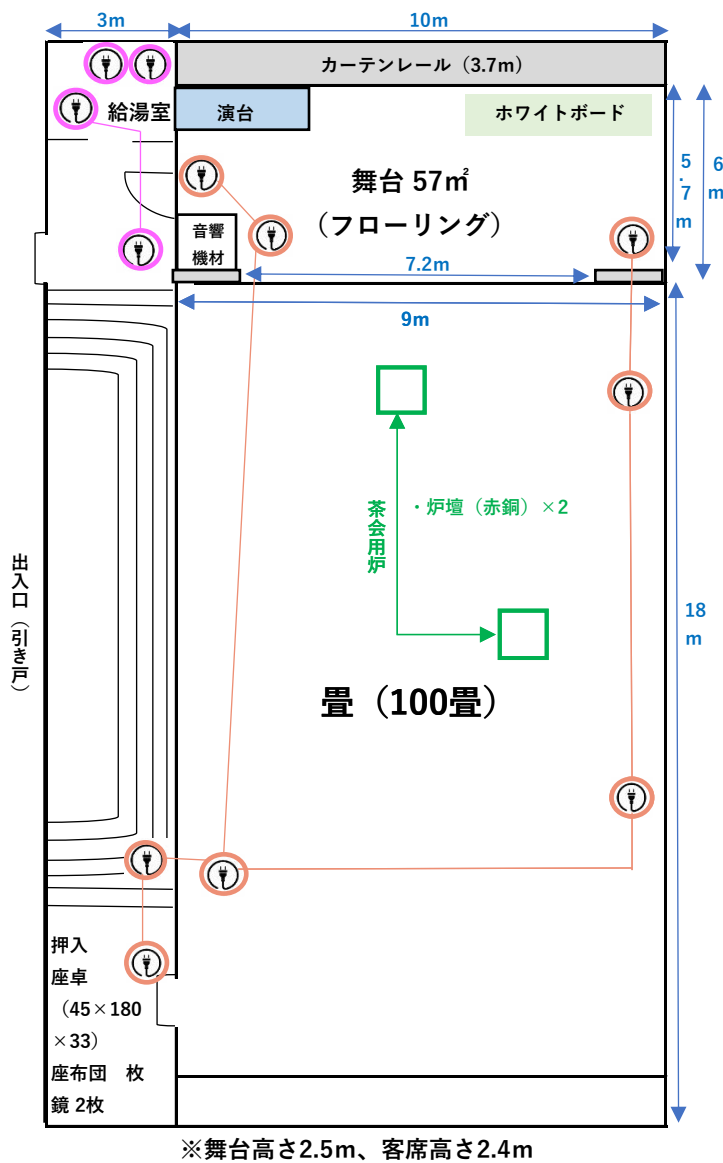 3m
10m
カーテンレール（3.7m）
給湯室
演台
ホワイトボード
舞台 57㎡
（フローリング）
5.7m
6m
音響
機材
7.2m
9m
茶会用炉
・炉壇（赤銅）×2
出入口（引き戸）
18
m
畳（100畳）
押入
座卓
（45×180
×33）
座布団　枚
鏡 2枚
※舞台高さ2.5m、客席高さ2.4m